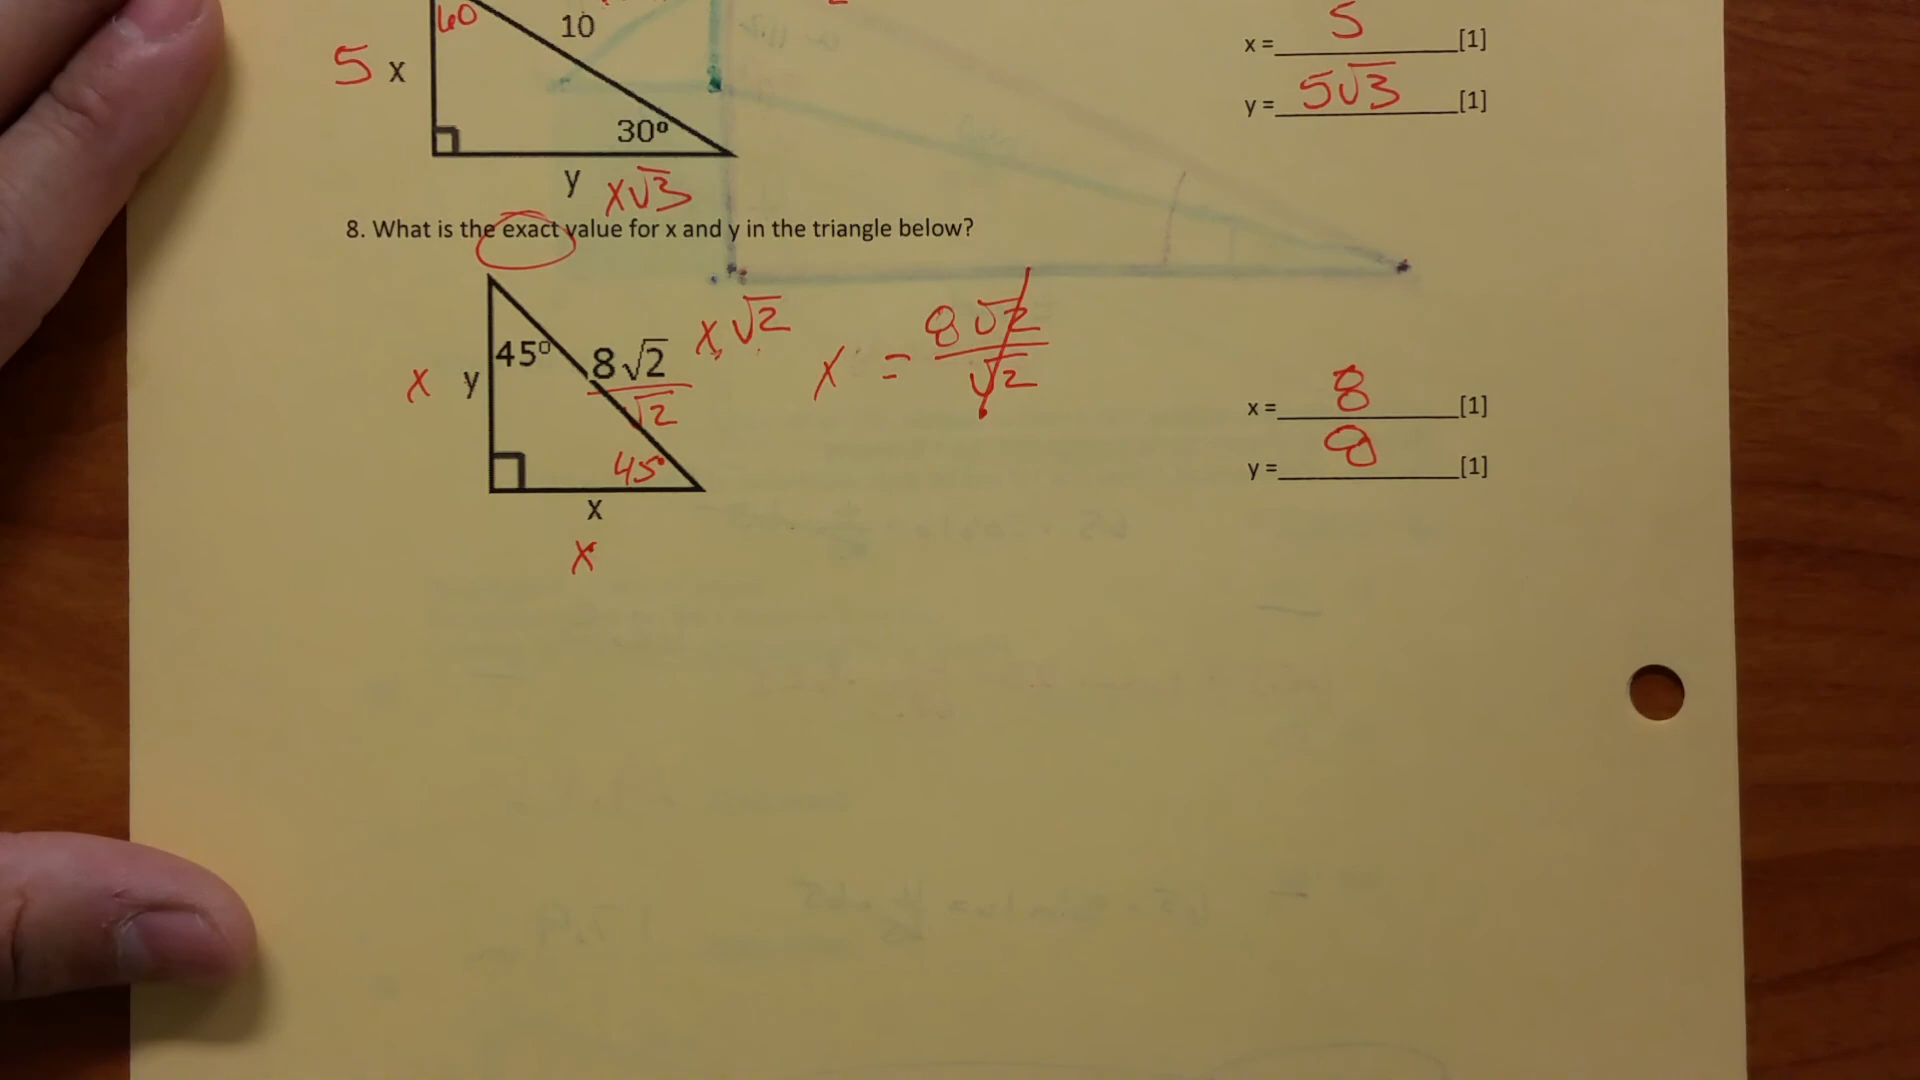 60
10
5 x
30°
y x√3
x = 5 [1]
y = 5√3 [1]
8. What is the exact value for x and y in the triangle below?
45°
8√2
√2
x√2
x = 8√2 / √2
x y
45°
x
x
x = 8 [1]
y = 8 [1]